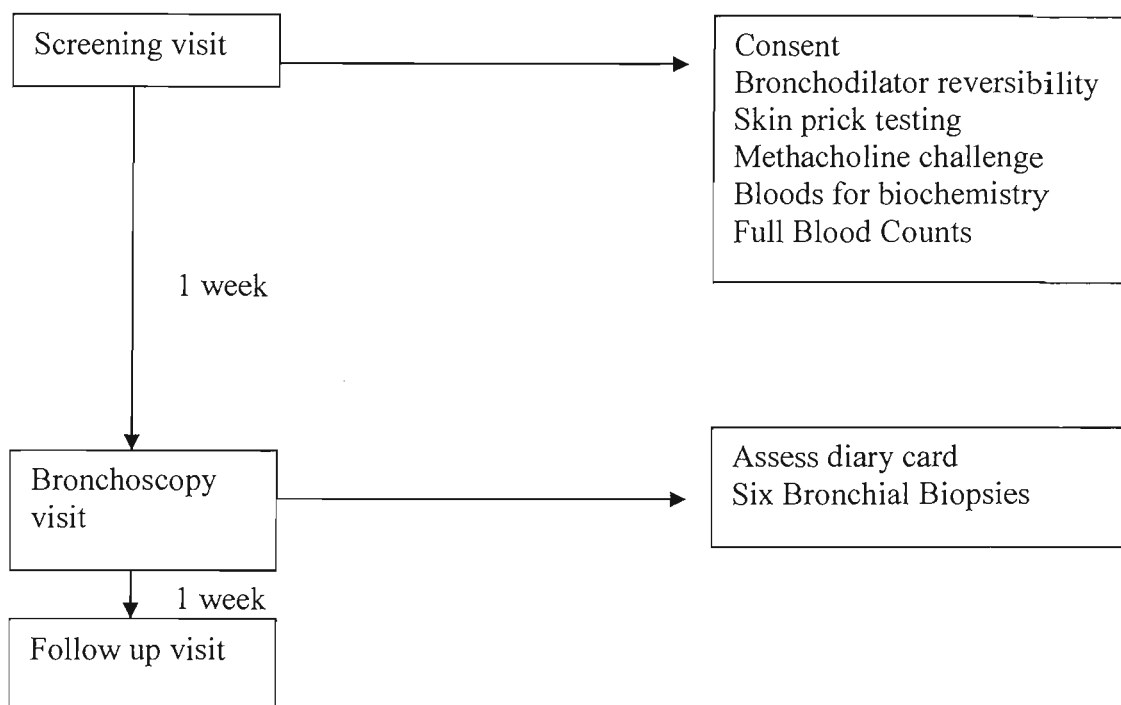 Screening visit
Consent
Bronchodilator reversibility
Skin prick testing
Methacholine challenge
Bloods for biochemistry
Full Blood Counts
1 week
Bronchoscopy
visit
Assess diary card
Six Bronchial Biopsies
1 week
Follow up visit